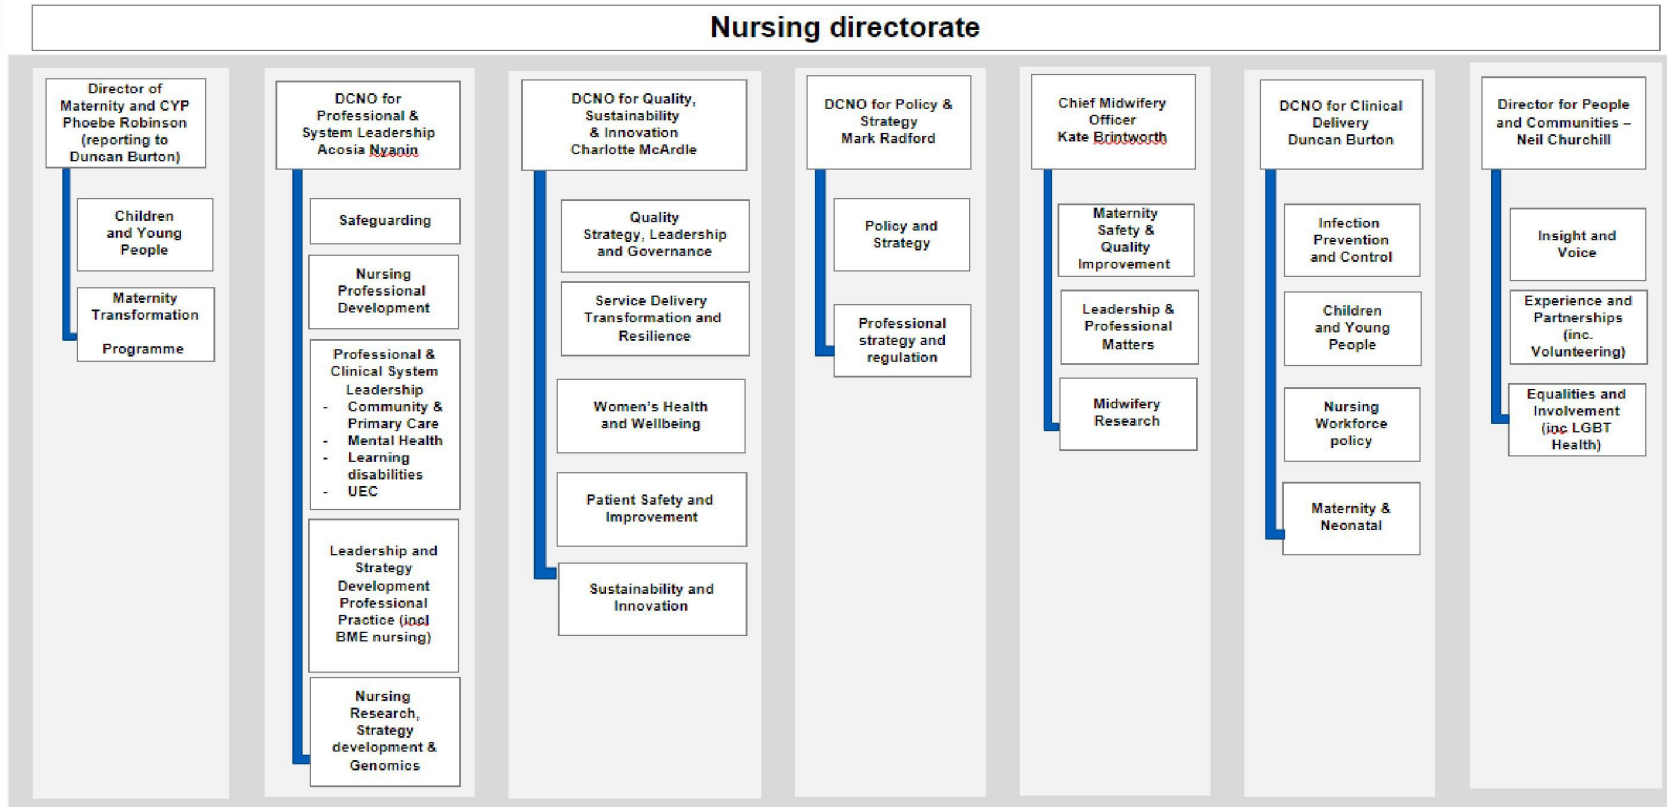 Nursing directorate
Director of
Maternity and CYP
Phoebe Robinson
(reporting to
Duncan Burton)
Children
and Young
People
Maternity
Transformation
Programme
DCNO for
Professional &
System Leadership
Acosia Nyanin
Safeguarding
Nursing
Professional
Development
Professional &
Clinical System
Leadership
- Community &
Primary Care
- Mental Health
- Learning
disabilities
- UEC
Leadership and
Strategy
Development
Professional
Practice (incl
BME nursing)
Nursing
Research,
Strategy
development &
Genomics
DCNO for Quality,
Sustainability
& Innovation
Charlotte McArdle
Quality
Strategy, Leadership
and Governance
Service Delivery
Transformation and
Resilience
Women's Health
and Wellbeing
Patient Safety and
Improvement
Sustainability and
Innovation
DCNO for Policy &
Strategy
Mark Radford
Policy and
Strategy
Professional
strategy and
regulation
Chief Midwifery
Officer
Kate Brintworth
Maternity
Safety &
Quality
Improvement
Leadership &
Professional
Matters
Midwifery
Research
DCNO for Clinical
Delivery
Duncan Burton
Infection
Prevention
and Control
Children
and Young
People
Nursing
Workforce
policy
Maternity &
Neonatal
Director for People
and Communities –
Neil Churchill
Insight and
Voice
Experience and
Partnerships
(inc.
Volunteering)
Equalities and
Involvement
(inc LGBT
Health)